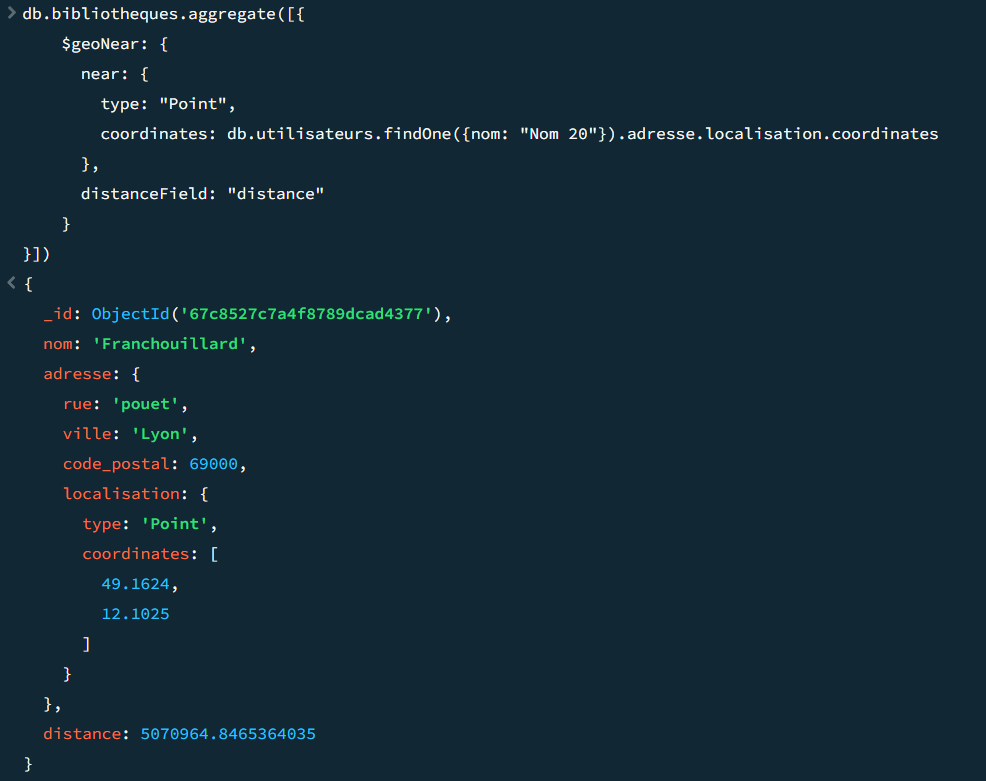 db.bibliotheques.aggregate([{
$geoNear: {
near: {
type: "Point",
coordinates: db.utilisateurs.findOne({nom: "Nom 20"}).adresse.localisation.coordinates
},
distanceField: "distance"
}
}])
{
_id: ObjectId('67c8527c7a4f8789dcad4377'),
nom: 'Franchouillard',
adresse: {
rue: 'pouet',
ville: 'Lyon',
code_postal: 69000,
localisation: {
type: 'Point',
coordinates: [
49.1624,
12.1025
]
}
},
distance: 5070964.8465364035
}